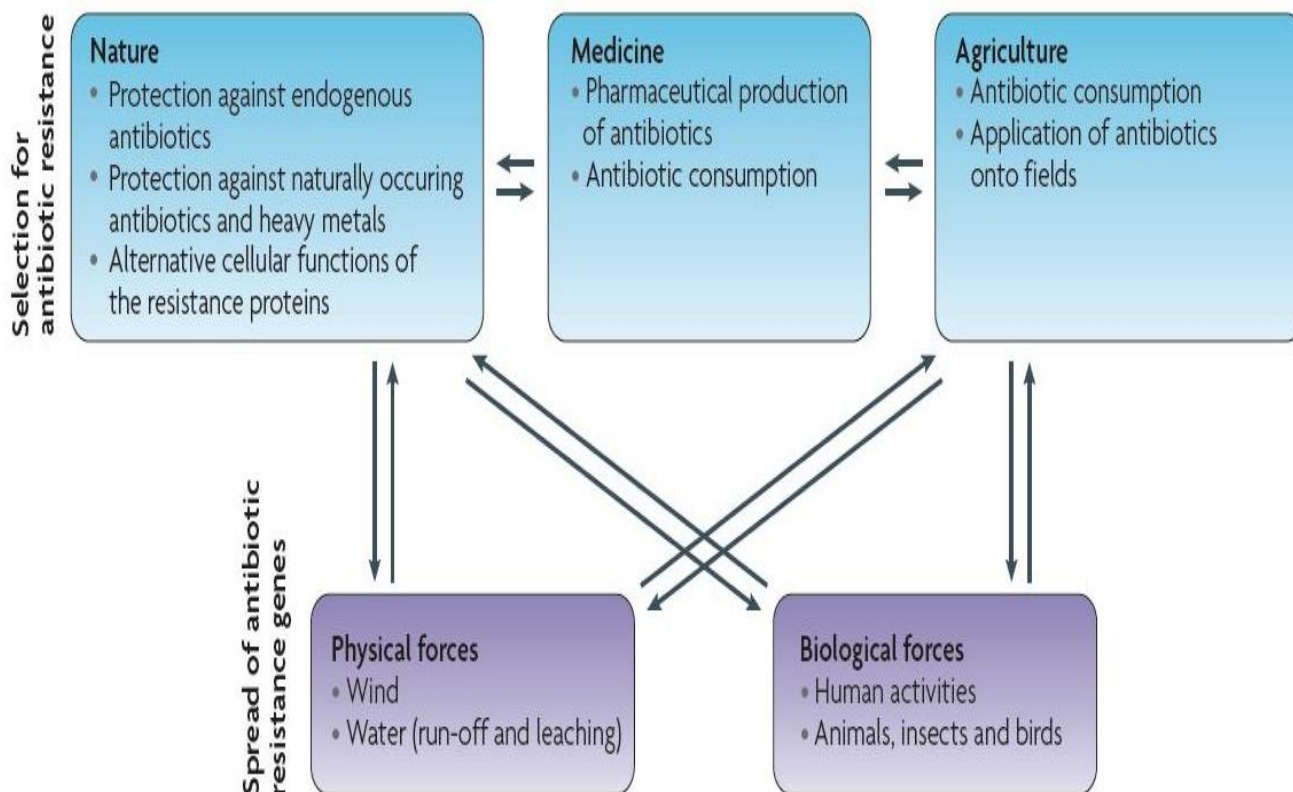 Selection for
antibiotic resistance
Nature
• Protection against endogenous
antibiotics
• Protection against naturally occuring
antibiotics and heavy metals
• Alternative cellular functions of
the resistance proteins
Medicine
• Pharmaceutical production
of antibiotics
• Antibiotic consumption
Agriculture
• Antibiotic consumption
• Application of antibiotics
onto fields
Spread of antibiotic
resistance genes
Physical forces
• Wind
• Water (run-off and leaching)
Biological forces
• Human activities
• Animals, insects and birds